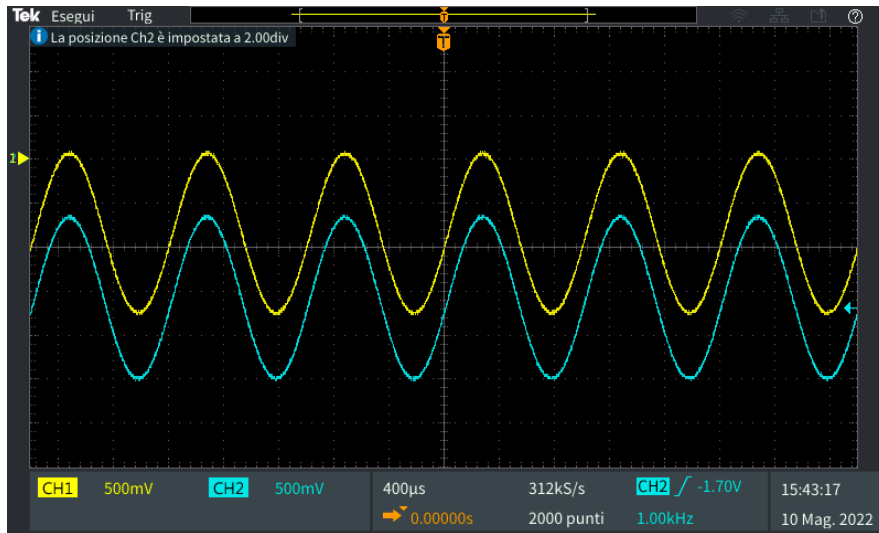 Tek Esegui Trig
T
?
i La posizione Ch2 è impostata a 2.00div
T
1
CH1 500mV CH2 500mV 400µs 312kS/s CH2 -1.70V 15:43:17
0.00000s 2000 punti 1.00kHz 10 Mag. 2022